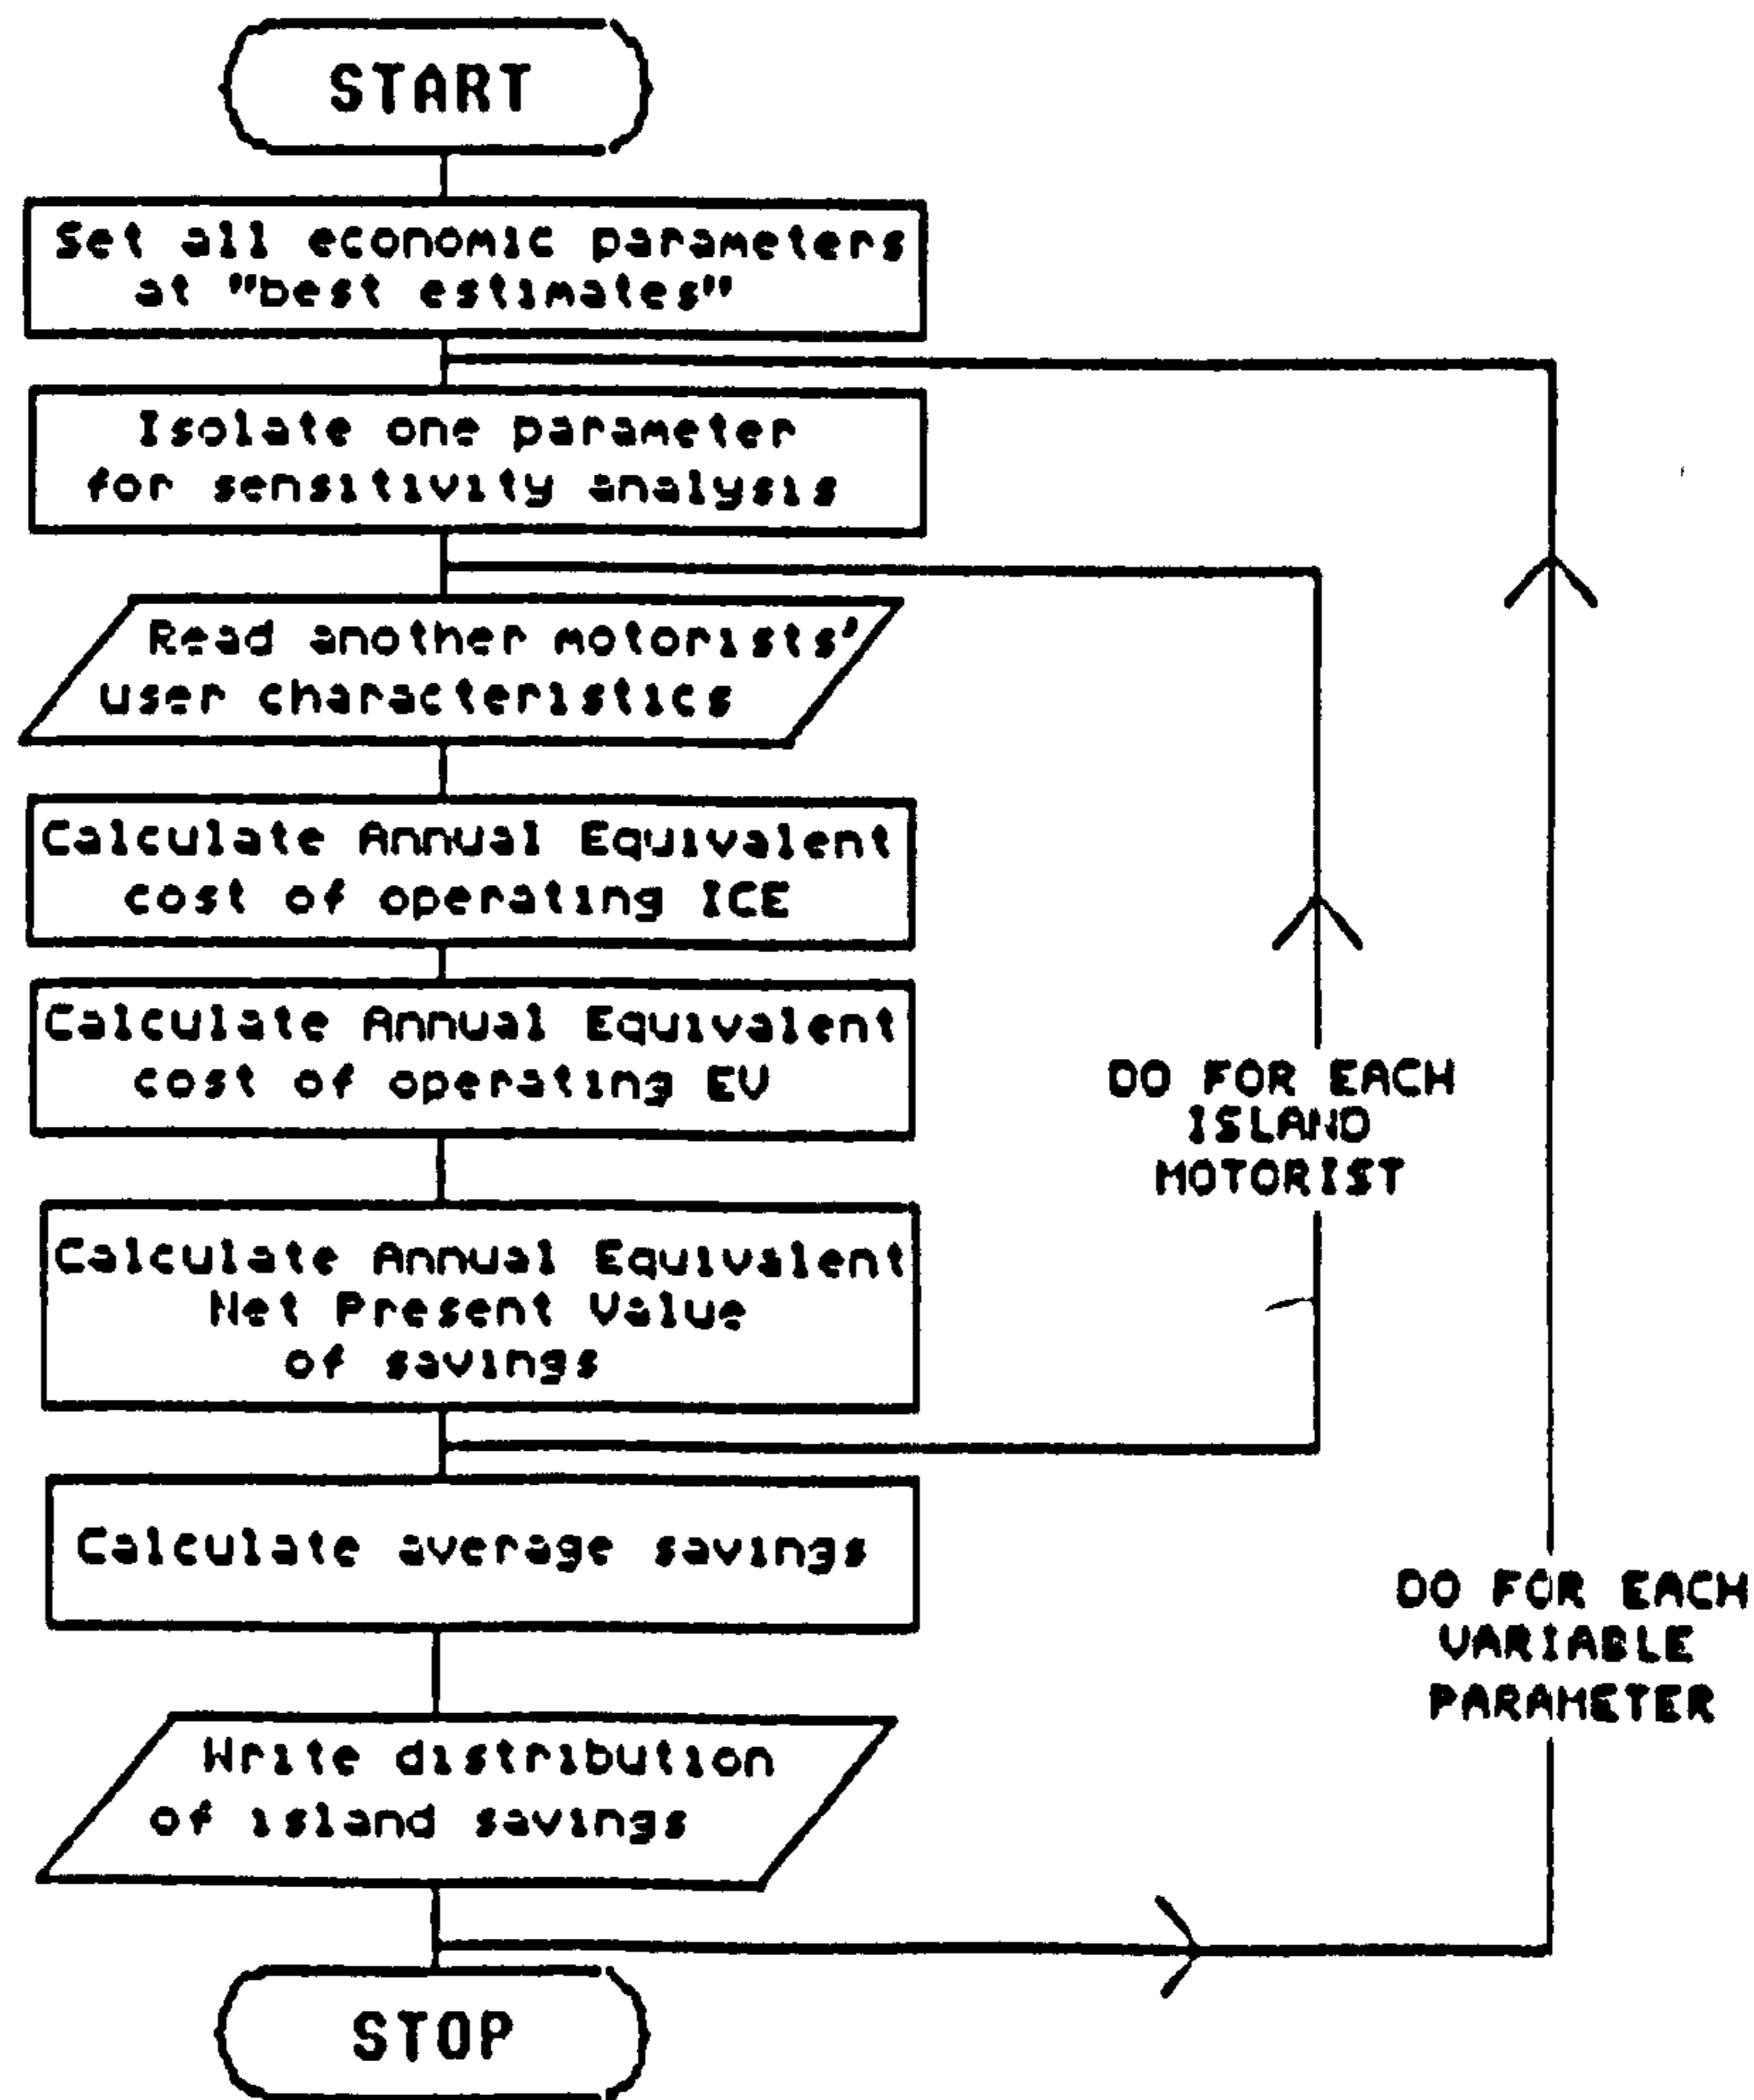 START
Set all economic parameters
at "best estimates"
Isolate one parameter
for sensitivity analysis
Read another motorists'
user characteristics
Calculate Annual Equivalent
cost of operating ICE
Calculate Annual Equivalent
cost of operating EV
DO FOR EACH
ISLAND
MOTORIST
Calculate Annual Equivalent
Net Present Value
of savings
Calculate average savings
DO FOR EACH
VARIABLE
PARAMETER
Write distribution
of island savings
STOP